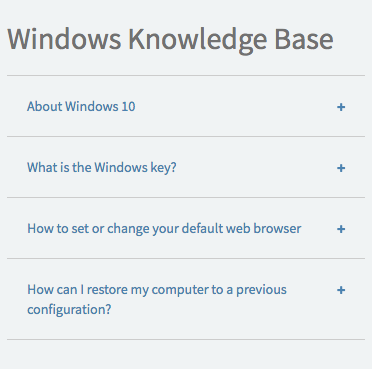 Windows Knowledge Base
About Windows 10 +
What is the Windows key? +
How to set or change your default web browser +
How can I restore my computer to a previous +
configuration?